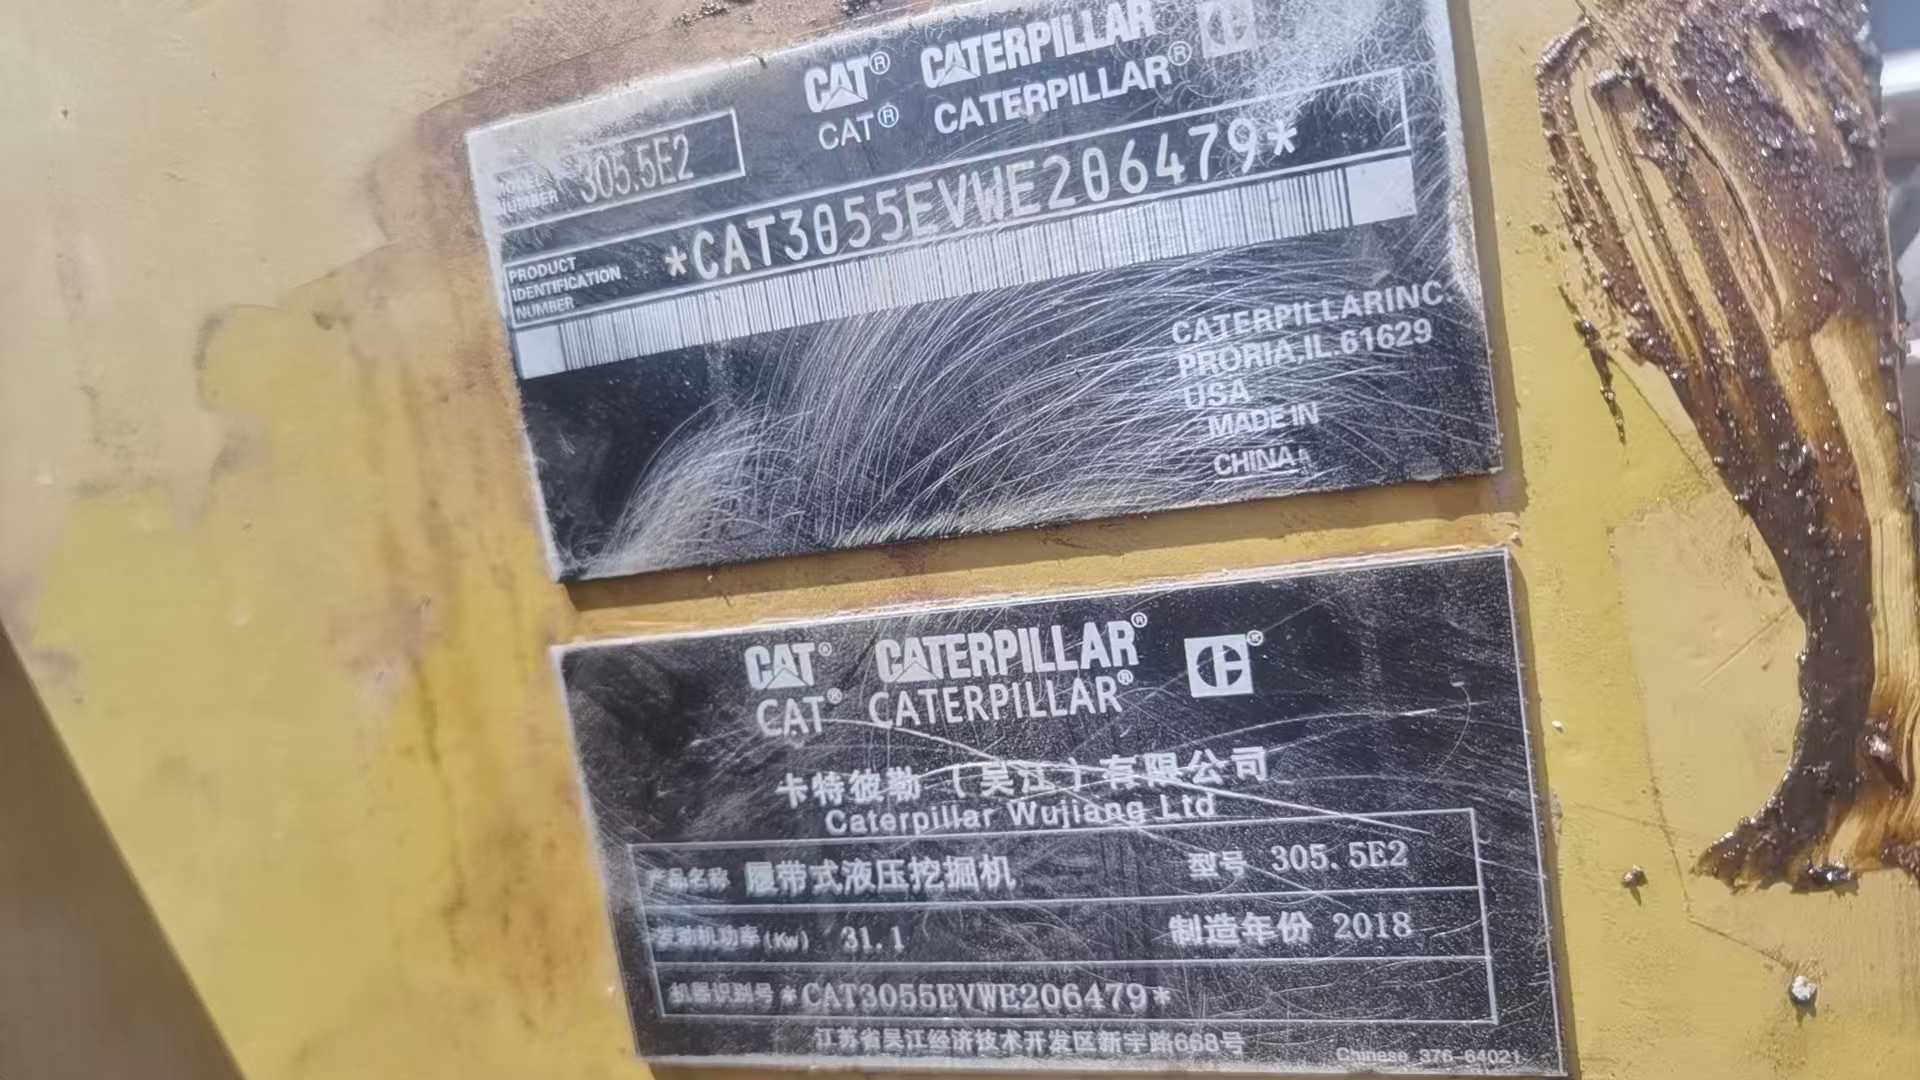 CAT® CATERPILLAR
CAT® CATERPILLAR®
MODEL NUMBER 305.5E2
PRODUCT IDENTIFICATION NUMBER *CAT3055EVWE206479*
CATERPILLARINC.
PRORIA,IL.61629
USA
MADE IN
CHINA
CAT® CATERPILLAR®
CAT® CATERPILLAR®
卡特彼勒(吴江)有限公司
Caterpillar Wujiang Ltd
产品名称 履带式液压挖掘机 型号 305.5E2
发动机功率(Kw) 31.1 制造年份 2018
机器识别号 *CAT3055EVWE206479*
江苏省吴江经济技术开发区新宇路668号
Chinese 376-64021